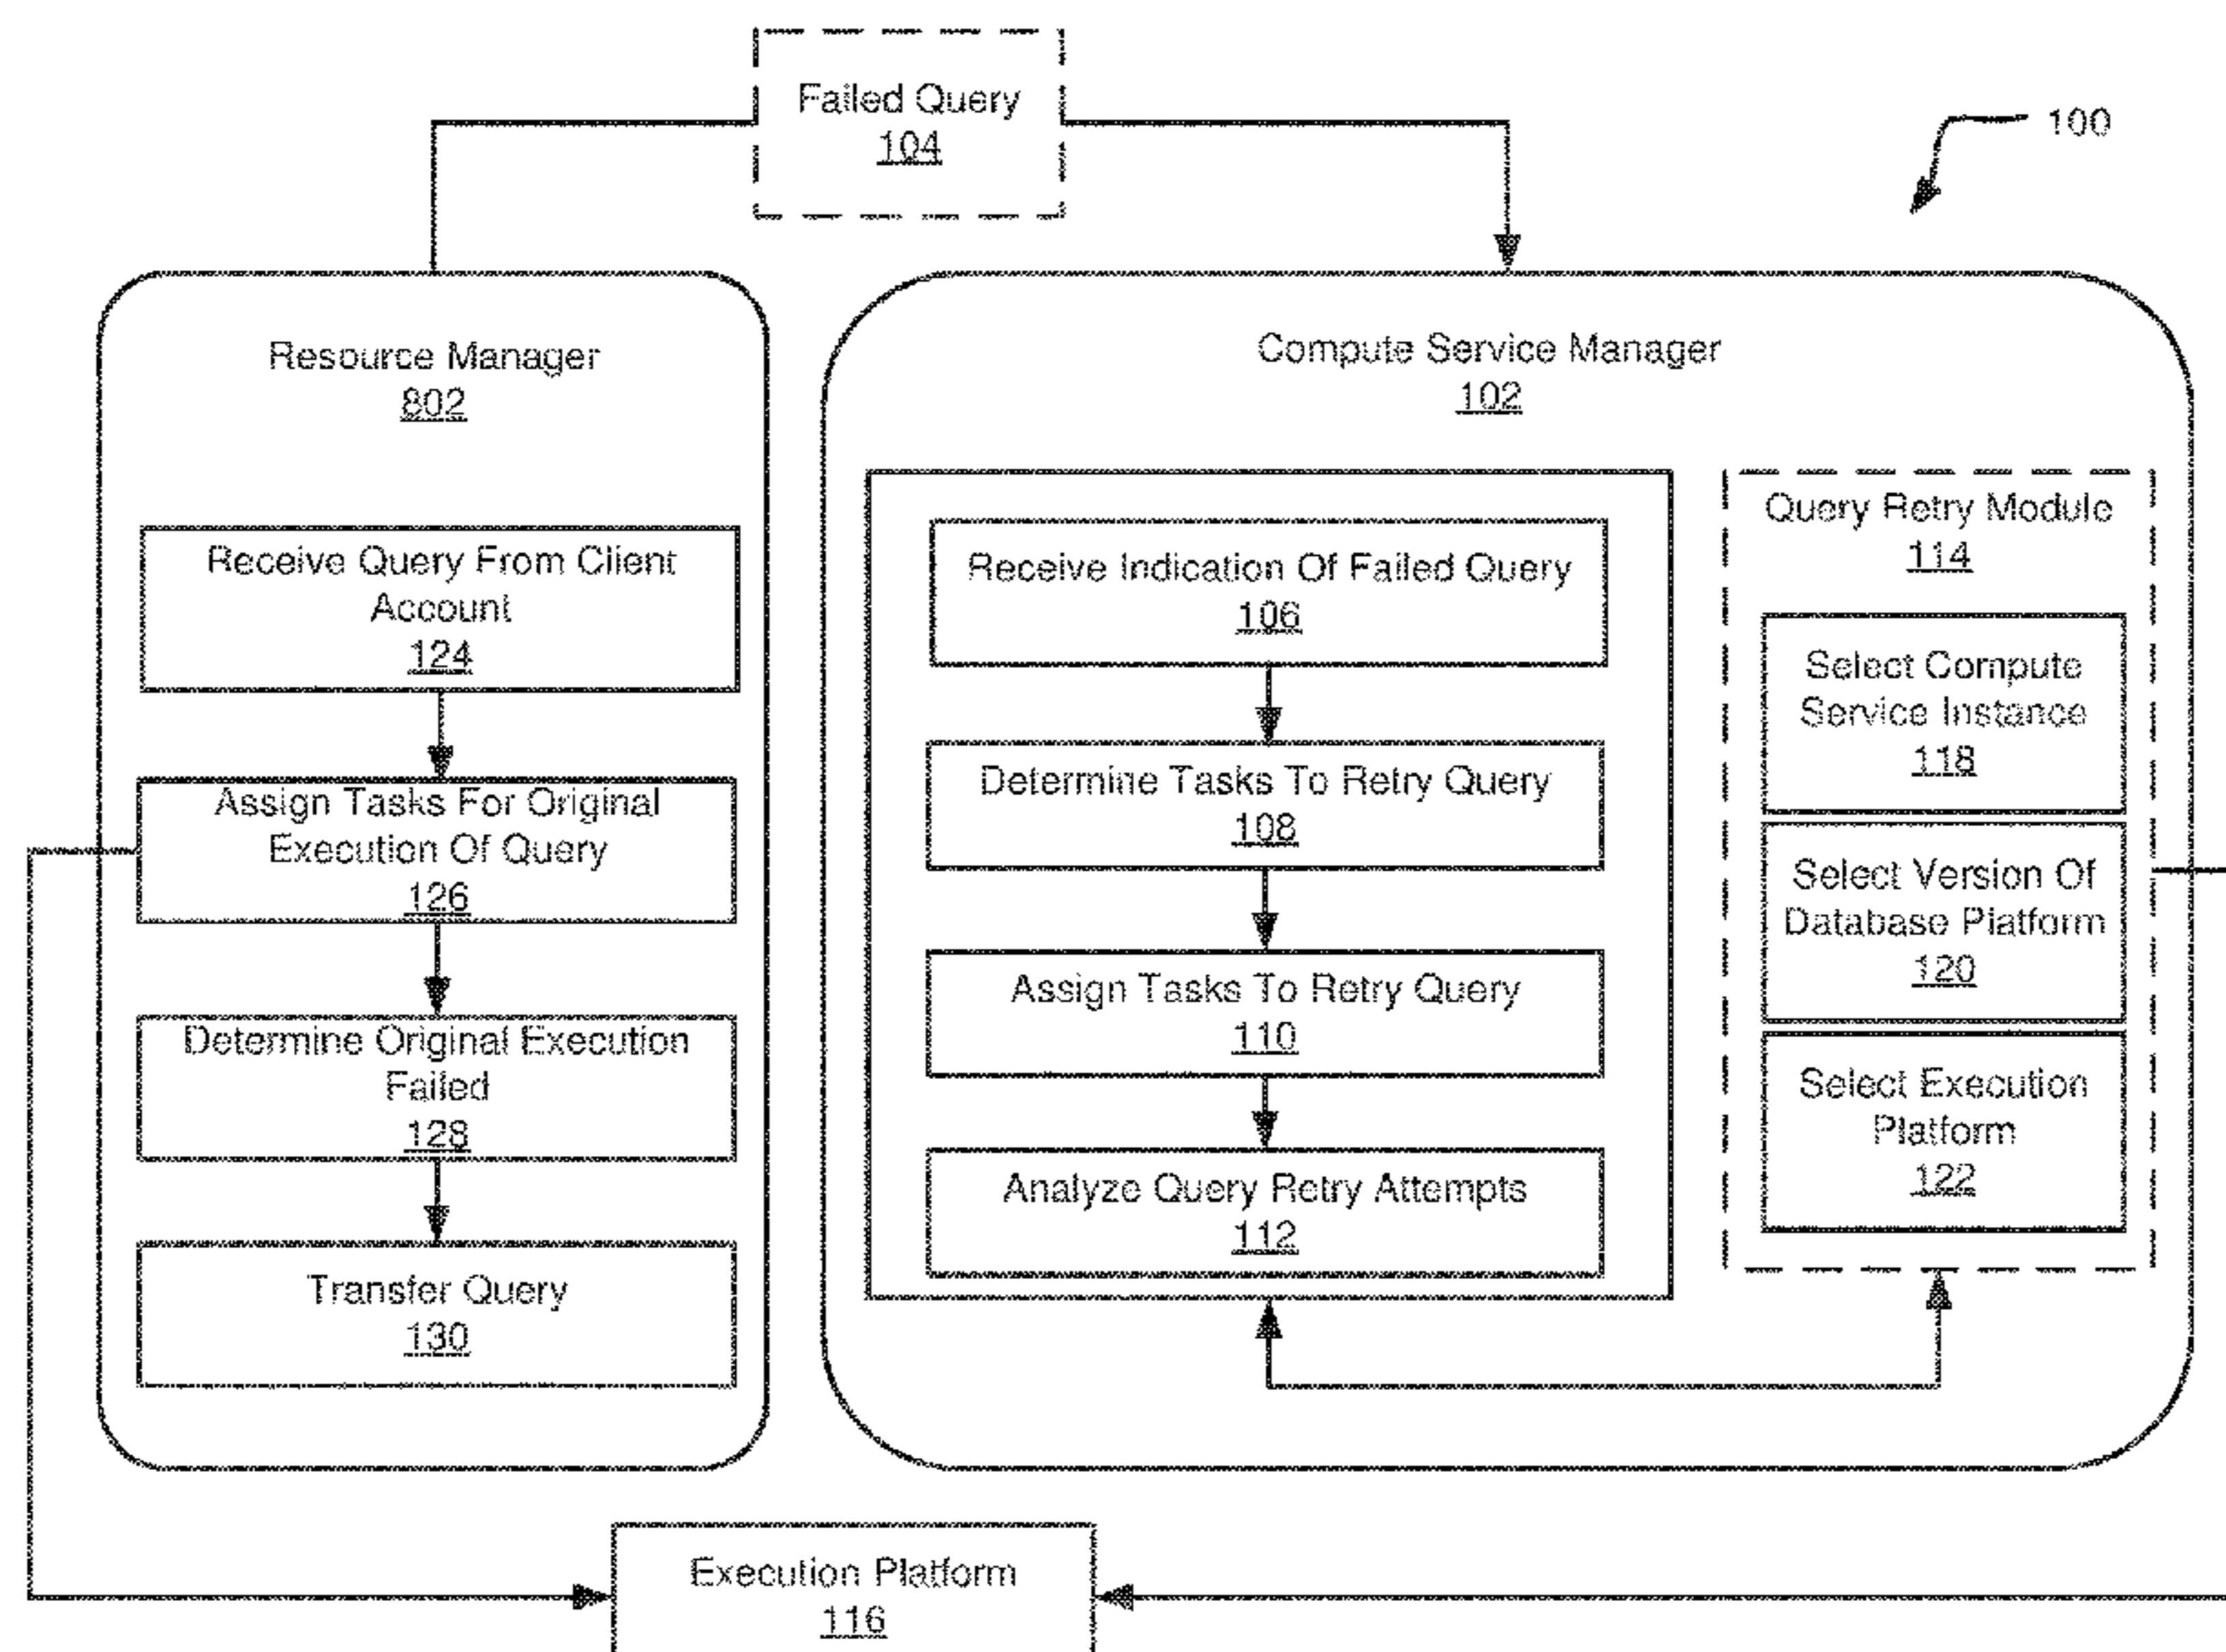 Failed Query
104
100
Resource Manager
802
Receive Query From Client
Account
124
Assign Tasks For Original
Execution Of Query
126
Determine Original Execution
Failed
128
Transfer Query
130
Compute Service Manager
102
Receive Indication Of Failed Query
106
Determine Tasks To Retry Query
108
Assign Tasks To Retry Query
110
Analyze Query Retry Attempts
112
Query Retry Module
114
Select Compute
Service Instance
118
Select Version Of
Database Platform
120
Select Execution
Platform
122
Execution Platform
116